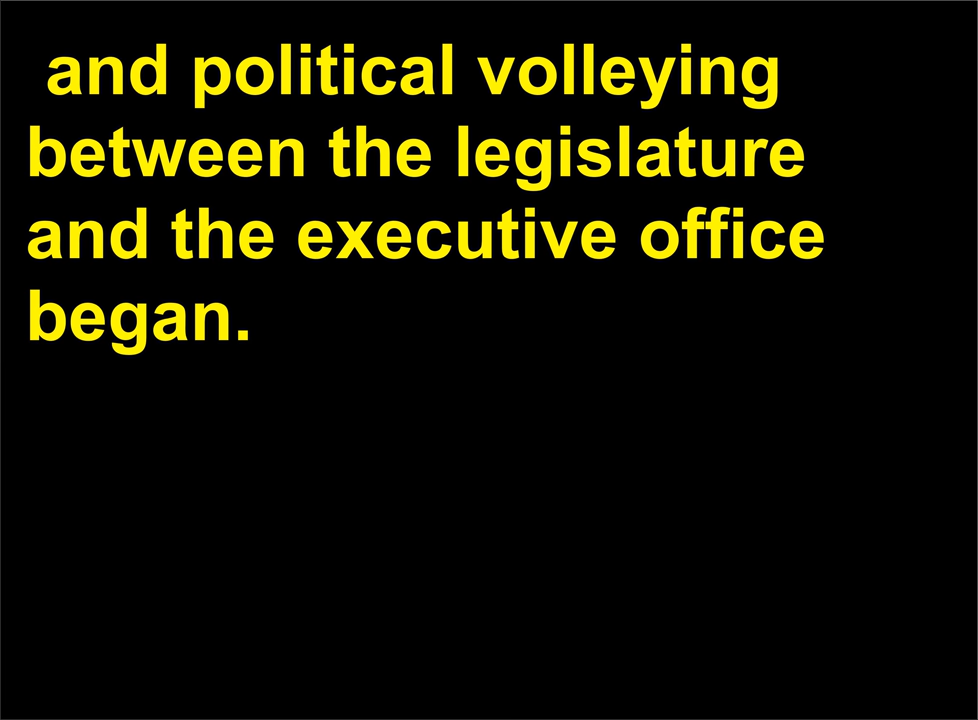 and political volleying
between the legislature
and the executive office
began.